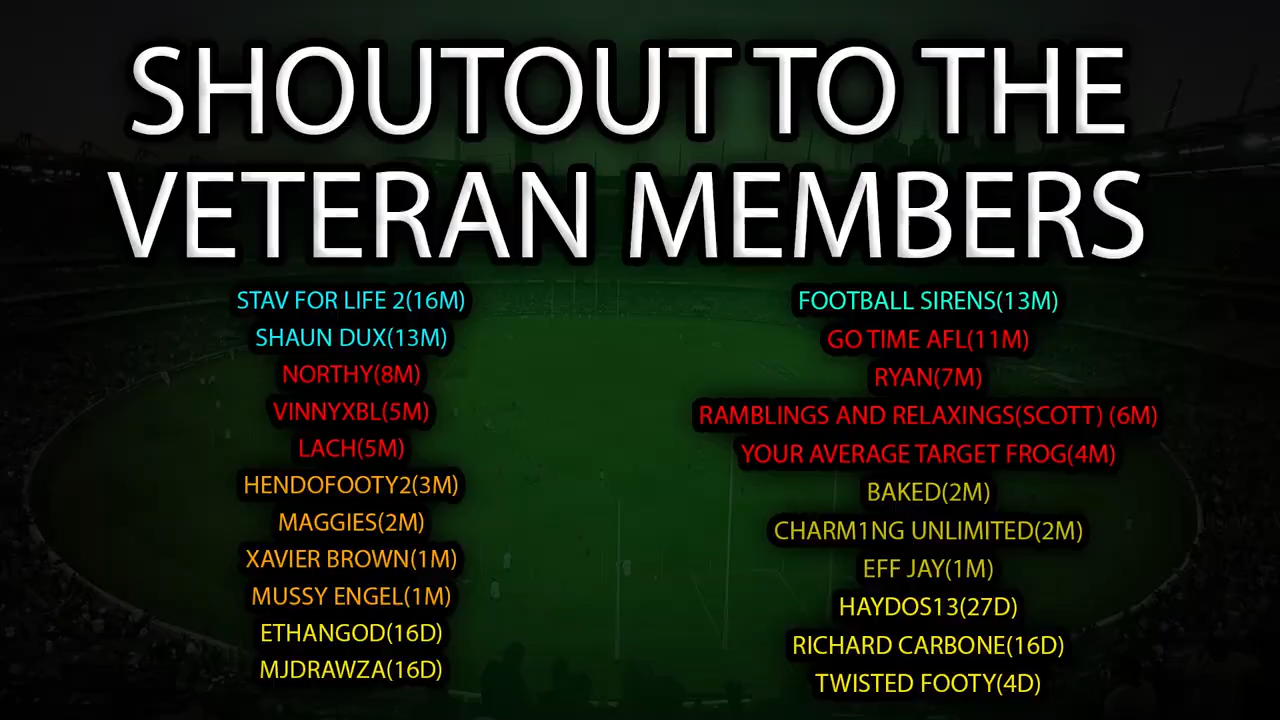 SHOUTOUT TO THE
VETERAN MEMBERS
STAV FOR LIFE 2(16M)
SHAUN DUX(13M)
NORTHY(8M)
VINNYXBL(5M)
LACH(5M)
HENDOFOOTY2(3M)
MAGGIES(2M)
XAVIER BROWN(1M)
MUSSY ENGEL(1M)
ETHANGOD(16D)
MJDRAWZA(16D)
FOOTBALL SIRENS(13M)
GO TIME AFL(11M)
RYAN(7M)
RAMBLINGS AND RELAXINGS(SCOTT) (6M)
YOUR AVERAGE TARGET FROG(4M)
BAKED(2M)
CHARM1NG UNLIMITED(2M)
EFF JAY(1M)
HAYDOS13(27D)
RICHARD CARBONE(16D)
TWISTED FOOTY(4D)